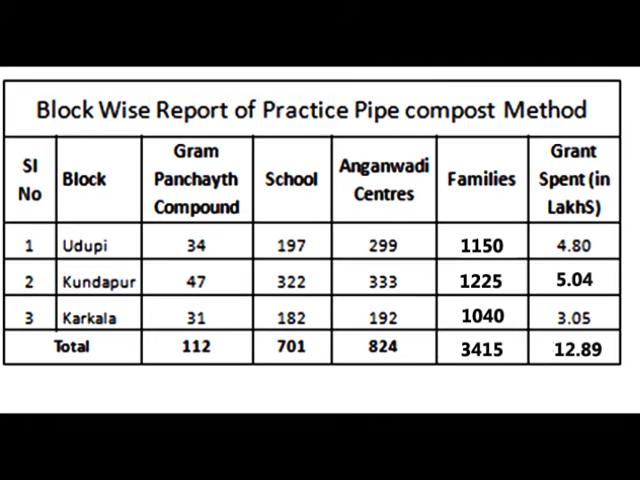 Block Wise Report of Practice Pipe compost Method
SI No Block Gram Panchayth Compound School Anganwadi Centres Families Grant Spent (in LakhS)
1 Udupi 34 197 299 1150 4.80
2 Kundapur 47 322 333 1225 5.04
3 Karkala 31 182 192 1040 3.05
Total 112 701 824 3415 12.89